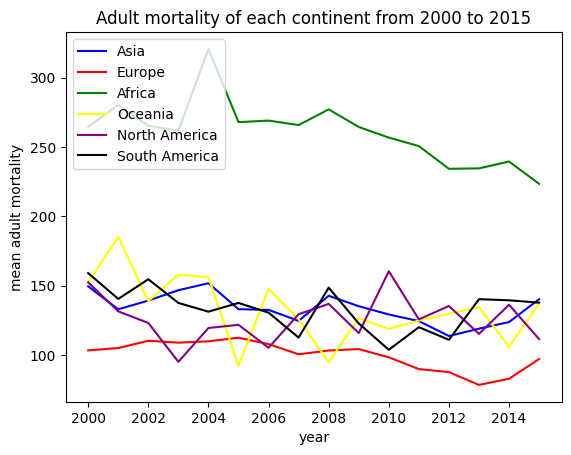 Adult mortality of each continent from 2000 to 2015
Asia
Europe
Africa
Oceania
North America
South America
mean adult mortality
300
250
200
150
100
2000 2002 2004 2006 2008 2010 2012 2014
year